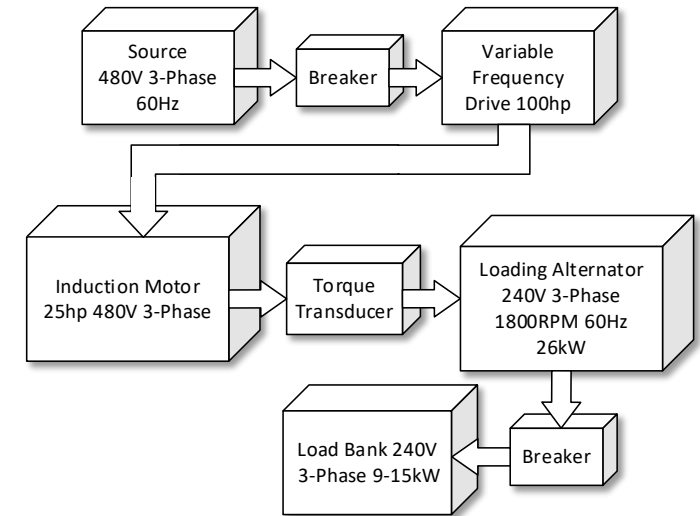 Source
480V 3-Phase
60Hz
Breaker
Variable
Frequency
Drive 100hp
Induction Motor
25hp 480V 3-Phase
Torque
Transducer
Loading Alternator
240V 3-Phase
1800RPM 60Hz
26kW
Load Bank 240V
3-Phase 9-15kW
Breaker